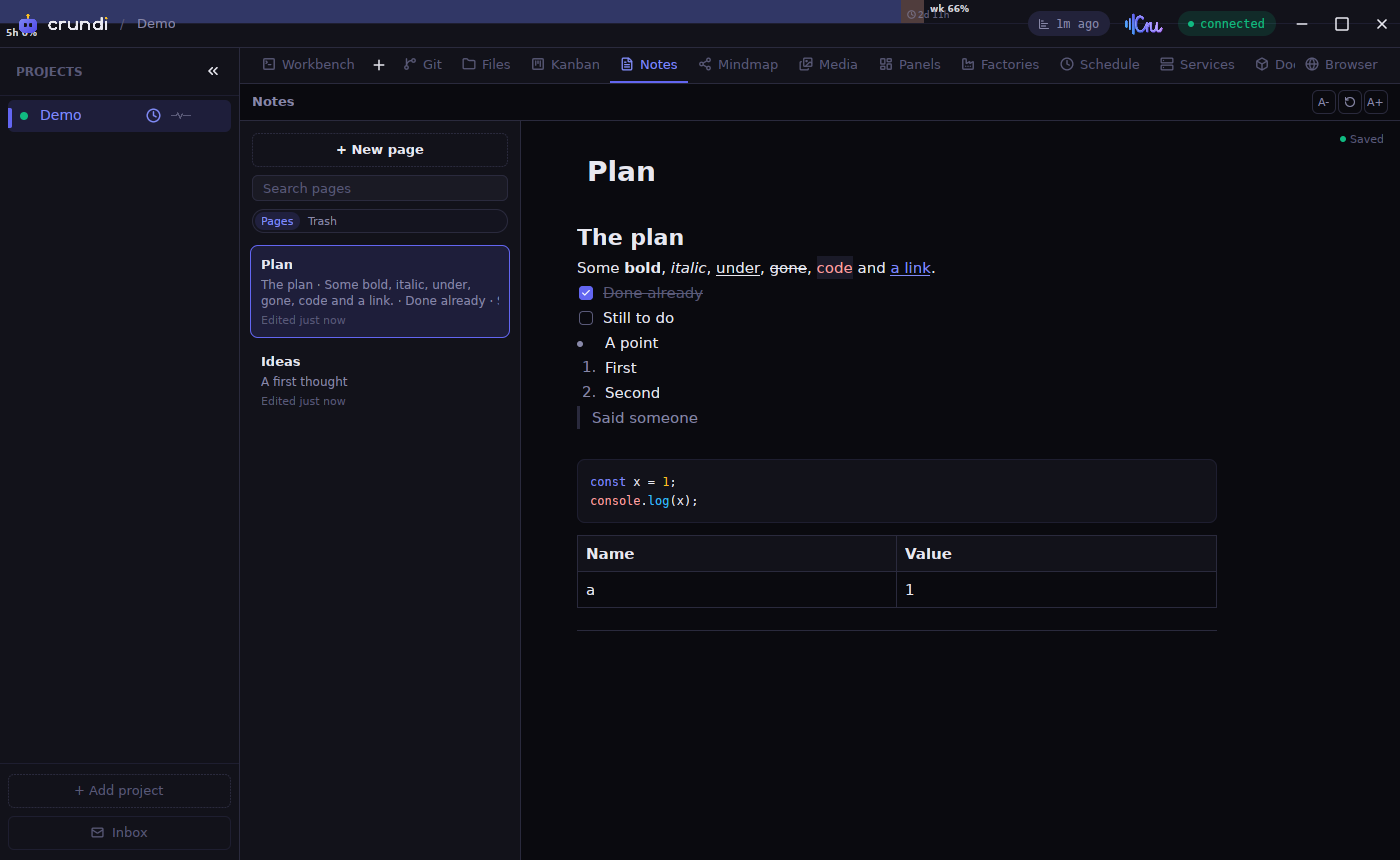 wk 66%
2d 11h
5h 6%
crundi / Demo
1m ago
Cru
connected
PROJECTS
Workbench + Git Files Kanban Notes Mindmap Media Panels Factories Schedule Services Doc Browser
Notes
A- A+
Demo
+ New page
Saved
Search pages
Plan
Pages Trash
The plan
Plan
Some bold, italic, under, gone, code and a link.
The plan · Some bold, italic, under,
gone, code and a link. · Done already ·
Edited just now
Done already
Still to do
A point
1. First
2. Second
Said someone
Ideas
A first thought
Edited just now
const x = 1;
console.log(x);
Name Value
a 1
+ Add project
Inbox